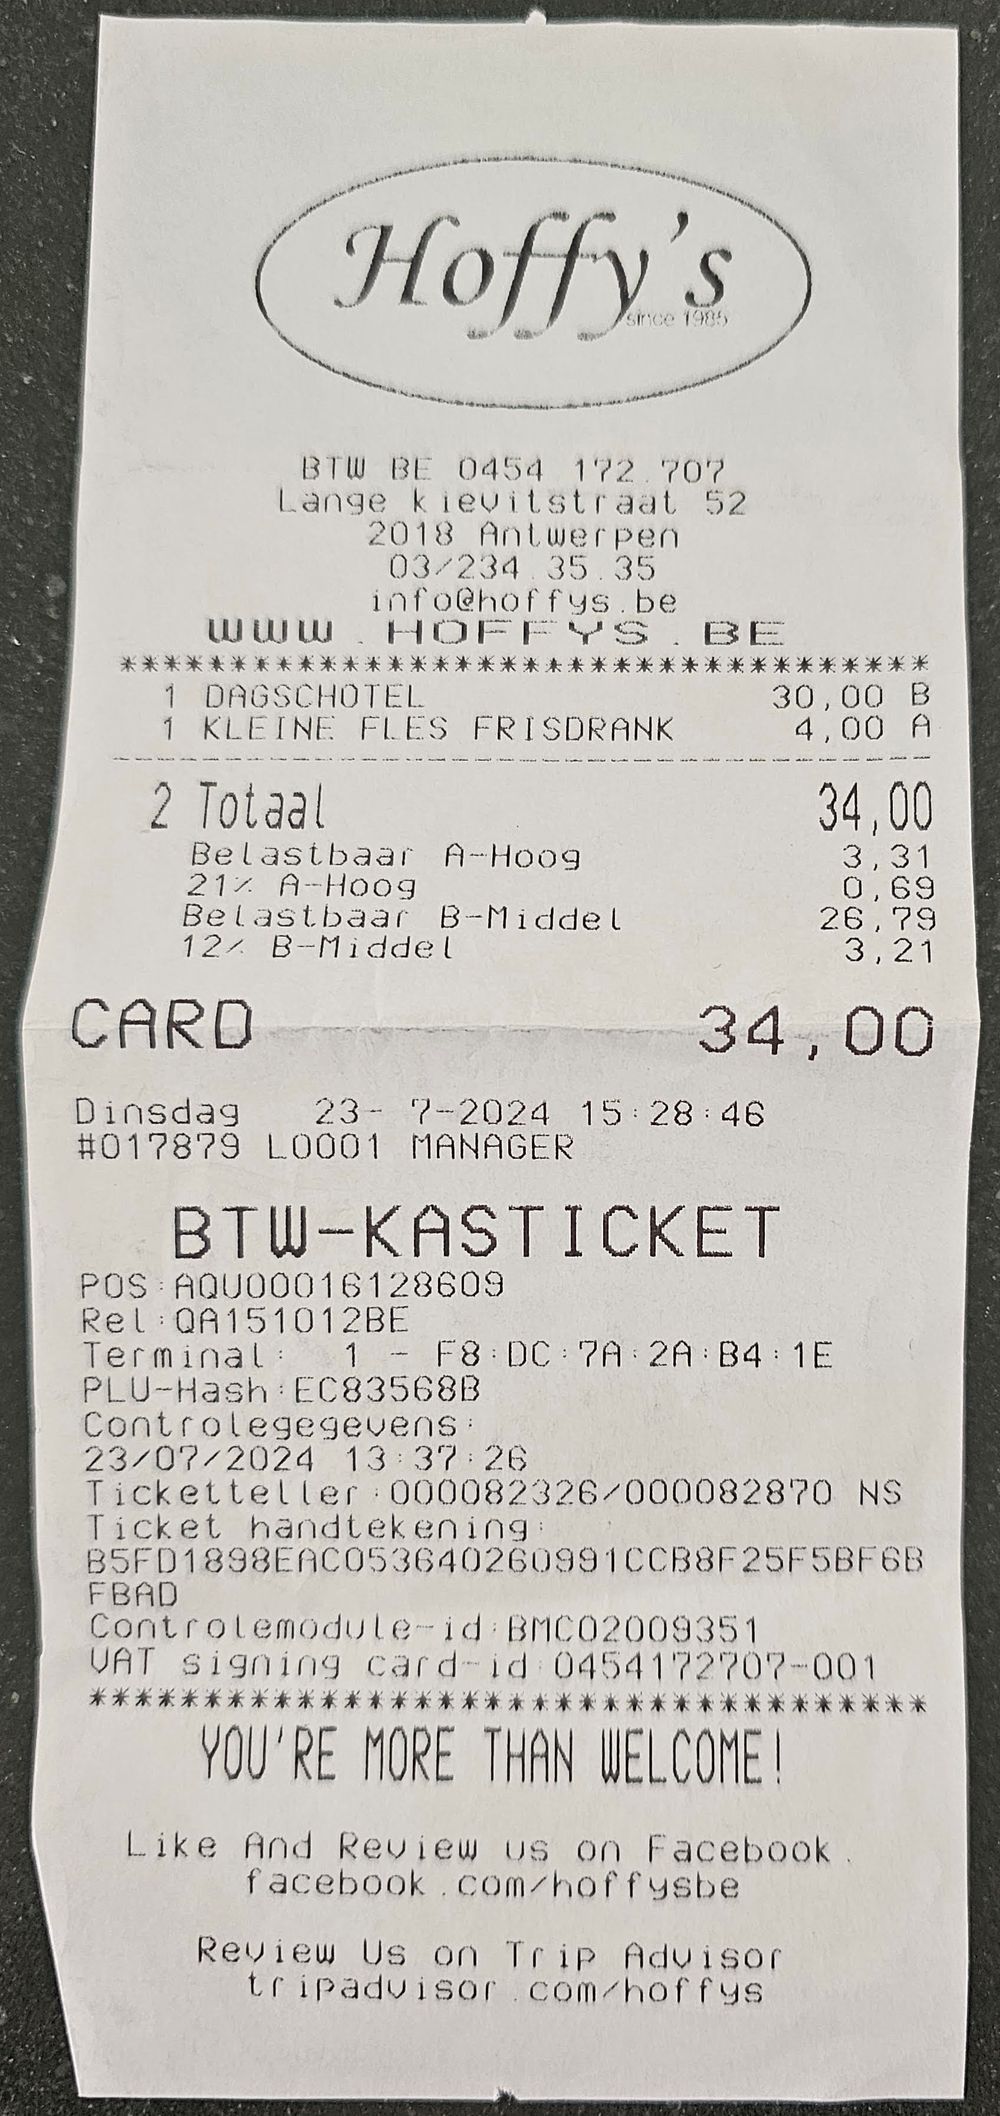 Hoffy's
since 1985
BTW BE 0454 172.707
Lange kievitstraat 52
2018 Antwerpen
03/234.35.35
info@hoffys.be
WWW.HOFFYS.BE
************************************
1 DAGSCHOTEL 30,00 B
1 KLEINE FLES FRISDRANK 4,00 A
2 Totaal 34,00
Belastbaar A-Hoog 3,31
21% A-Hoog 0,69
Belastbaar B-Middel 26,79
12% B-Middel 3,21
CARD 34,00
Dinsdag 23- 7-2024 15:28:46
#017879 L0001 MANAGER
BTW-KASTICKET
POS:AQU00016128609
Rel:QA151012BE
Terminal: 1 - F8:DC:7A:2A:B4:1E
PLU-Hash:EC83568B
Controlegegevens:
23/07/2024 13:37:26
Ticketteller:000082326/000082870 NS
Ticket handtekening:
B5FD1898EAC053640260991CCB8F25F5BF6B
FBAD
Controlemodule-id:BMC02009351
VAT signing card-id:0454172707-001
************************************
YOU'RE MORE THAN WELCOME!
Like And Review us on Facebook.
facebook.com/hoffysbe
Review Us on Trip Advisor
tripadvisor.com/hoffys